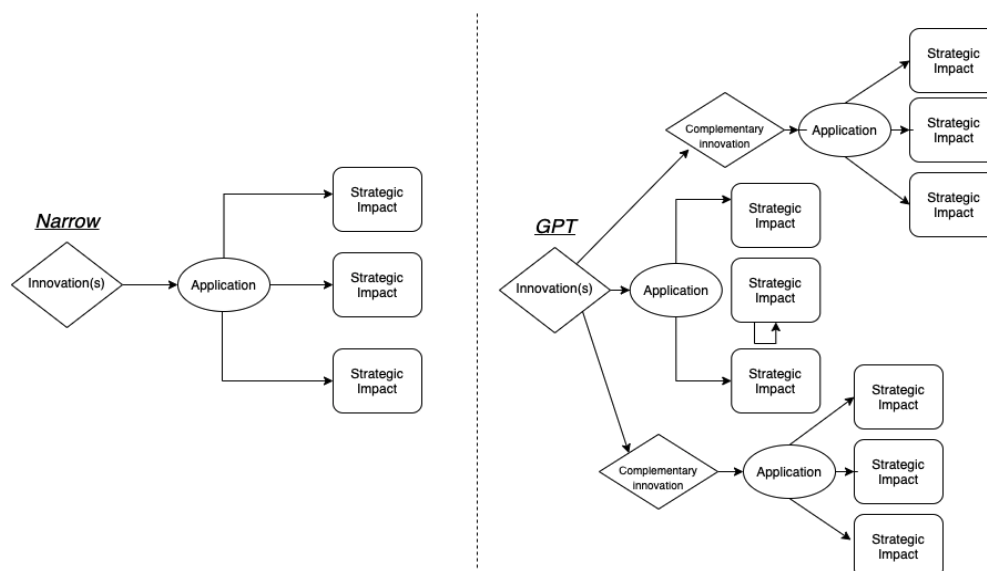 Narrow
Innovation(s)
Application
Strategic
Impact
Strategic
Impact
Strategic
Impact
GPT
Innovation(s)
Complementary
innovation
Application
Strategic
Impact
Strategic
Impact
Strategic
Impact
Application
Strategic
Impact
Strategic
Impact
Strategic
Impact
Complementary
innovation
Application
Strategic
Impact
Strategic
Impact
Strategic
Impact